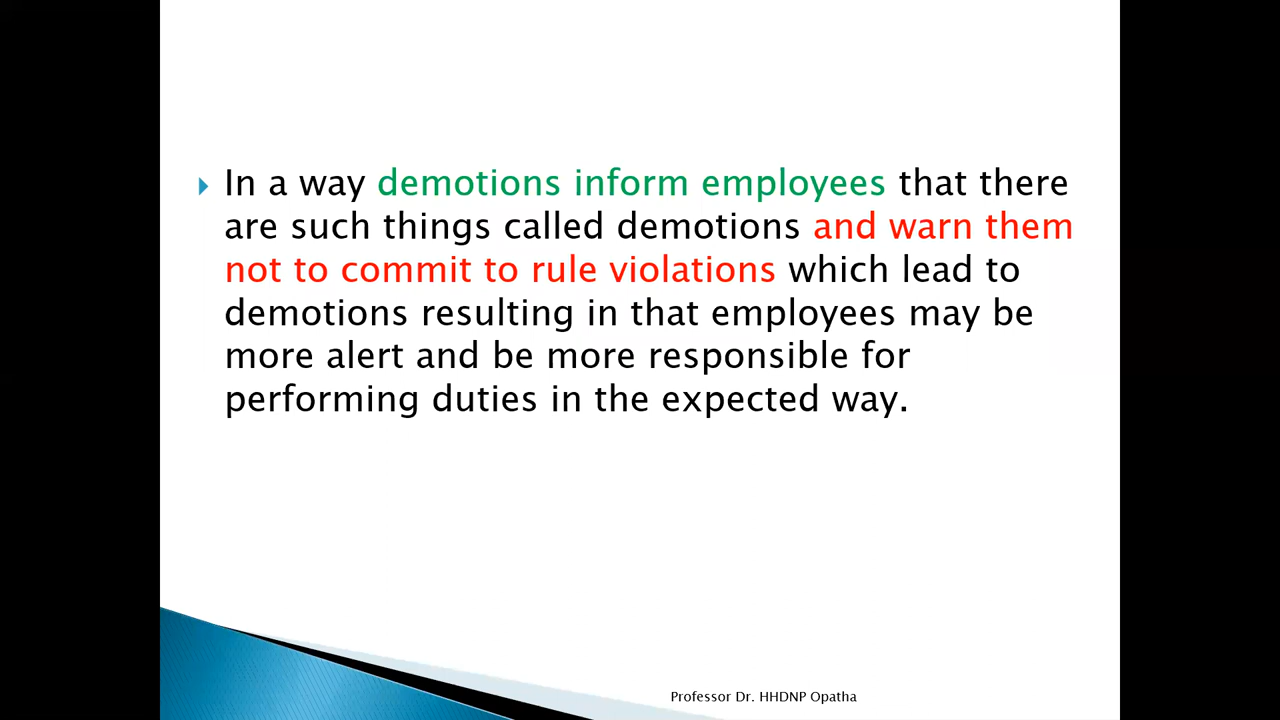 In a way demotions inform employees that there
are such things called demotions and warn them
not to commit to rule violations which lead to
demotions resulting in that employees may be
more alert and be more responsible for
performing duties in the expected way.
Professor Dr. HHDNP Opatha